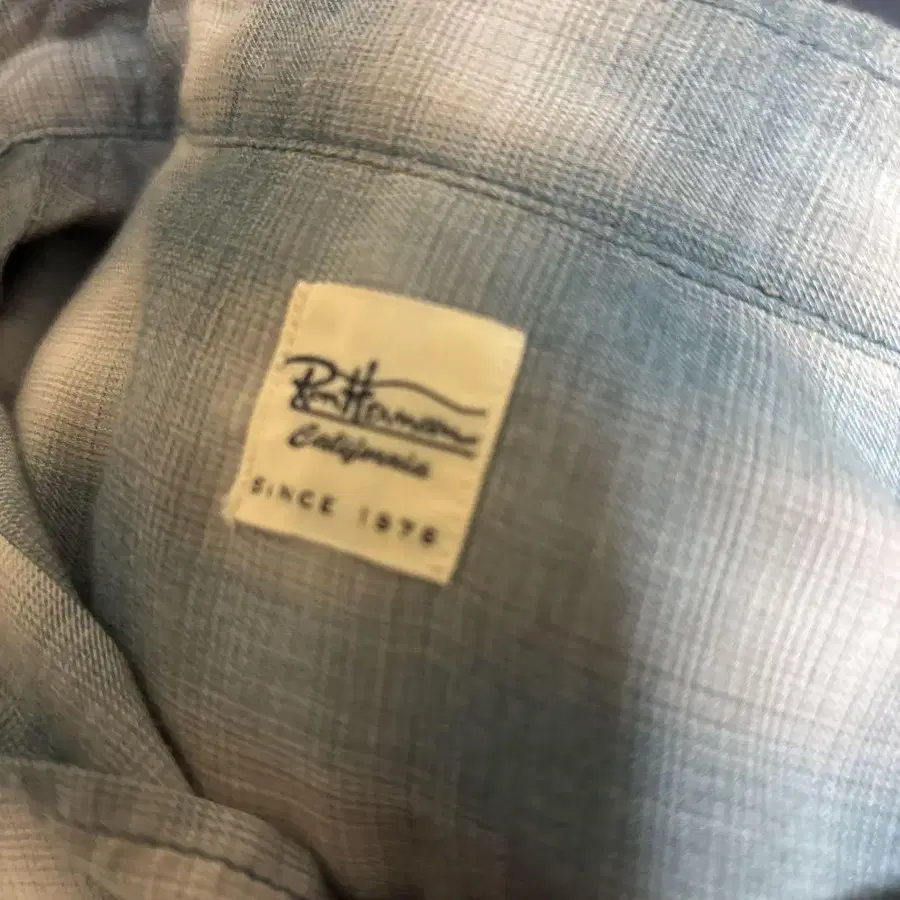 Ron Herman
California
SINCE 1976